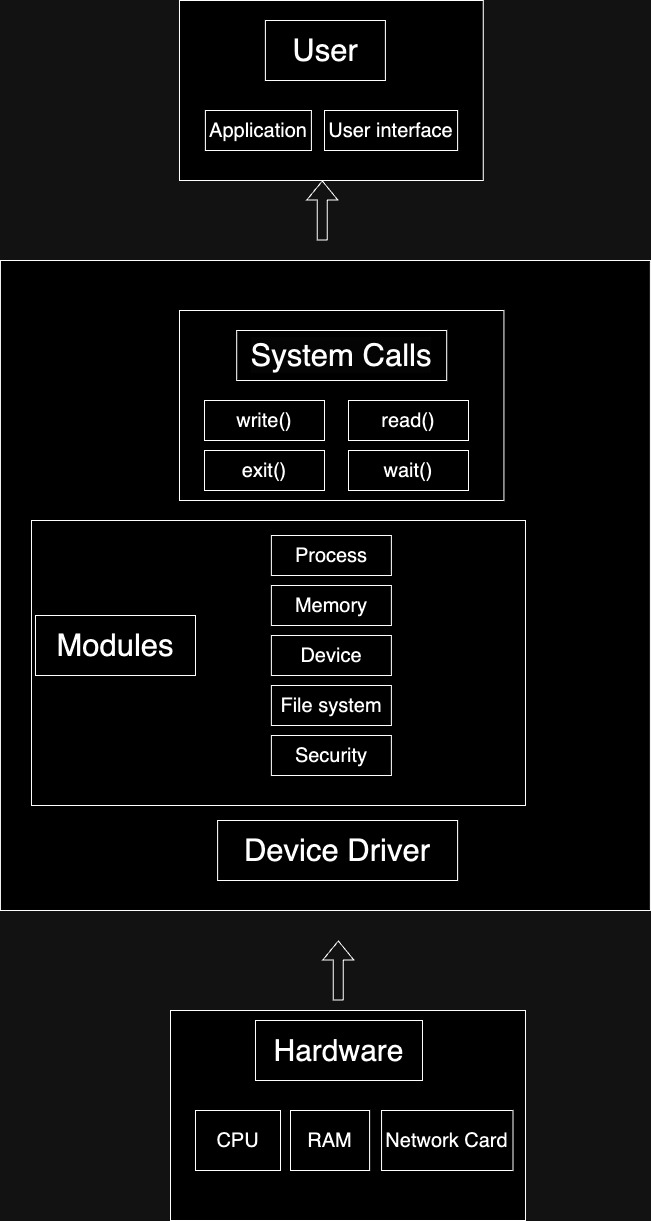 User
Application
User interface
System Calls
write()
read()
exit()
wait()
Process
Memory
Modules
Device
File system
Security
Device Driver
Hardware
CPU
RAM
Network Card